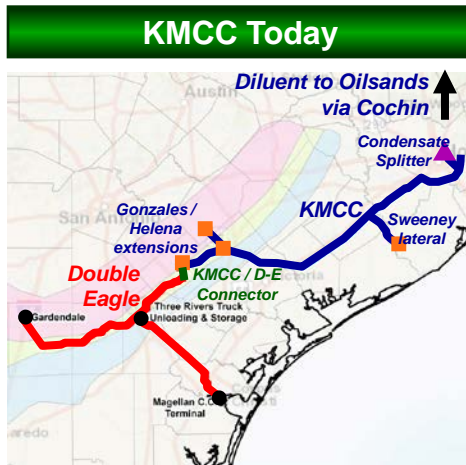 KMCC Today
Austin
Diluent to Oilsands
via Cochin
Condensate
Splitter
San Antonio
Gonzales /
Helena
extensions
KMCC
Sweeney
lateral
Double
Eagle
KMCC / D-E
Connector
Gardendale
Three Rivers Truck
Unloading & Storage
Magellan C.C.
Terminal